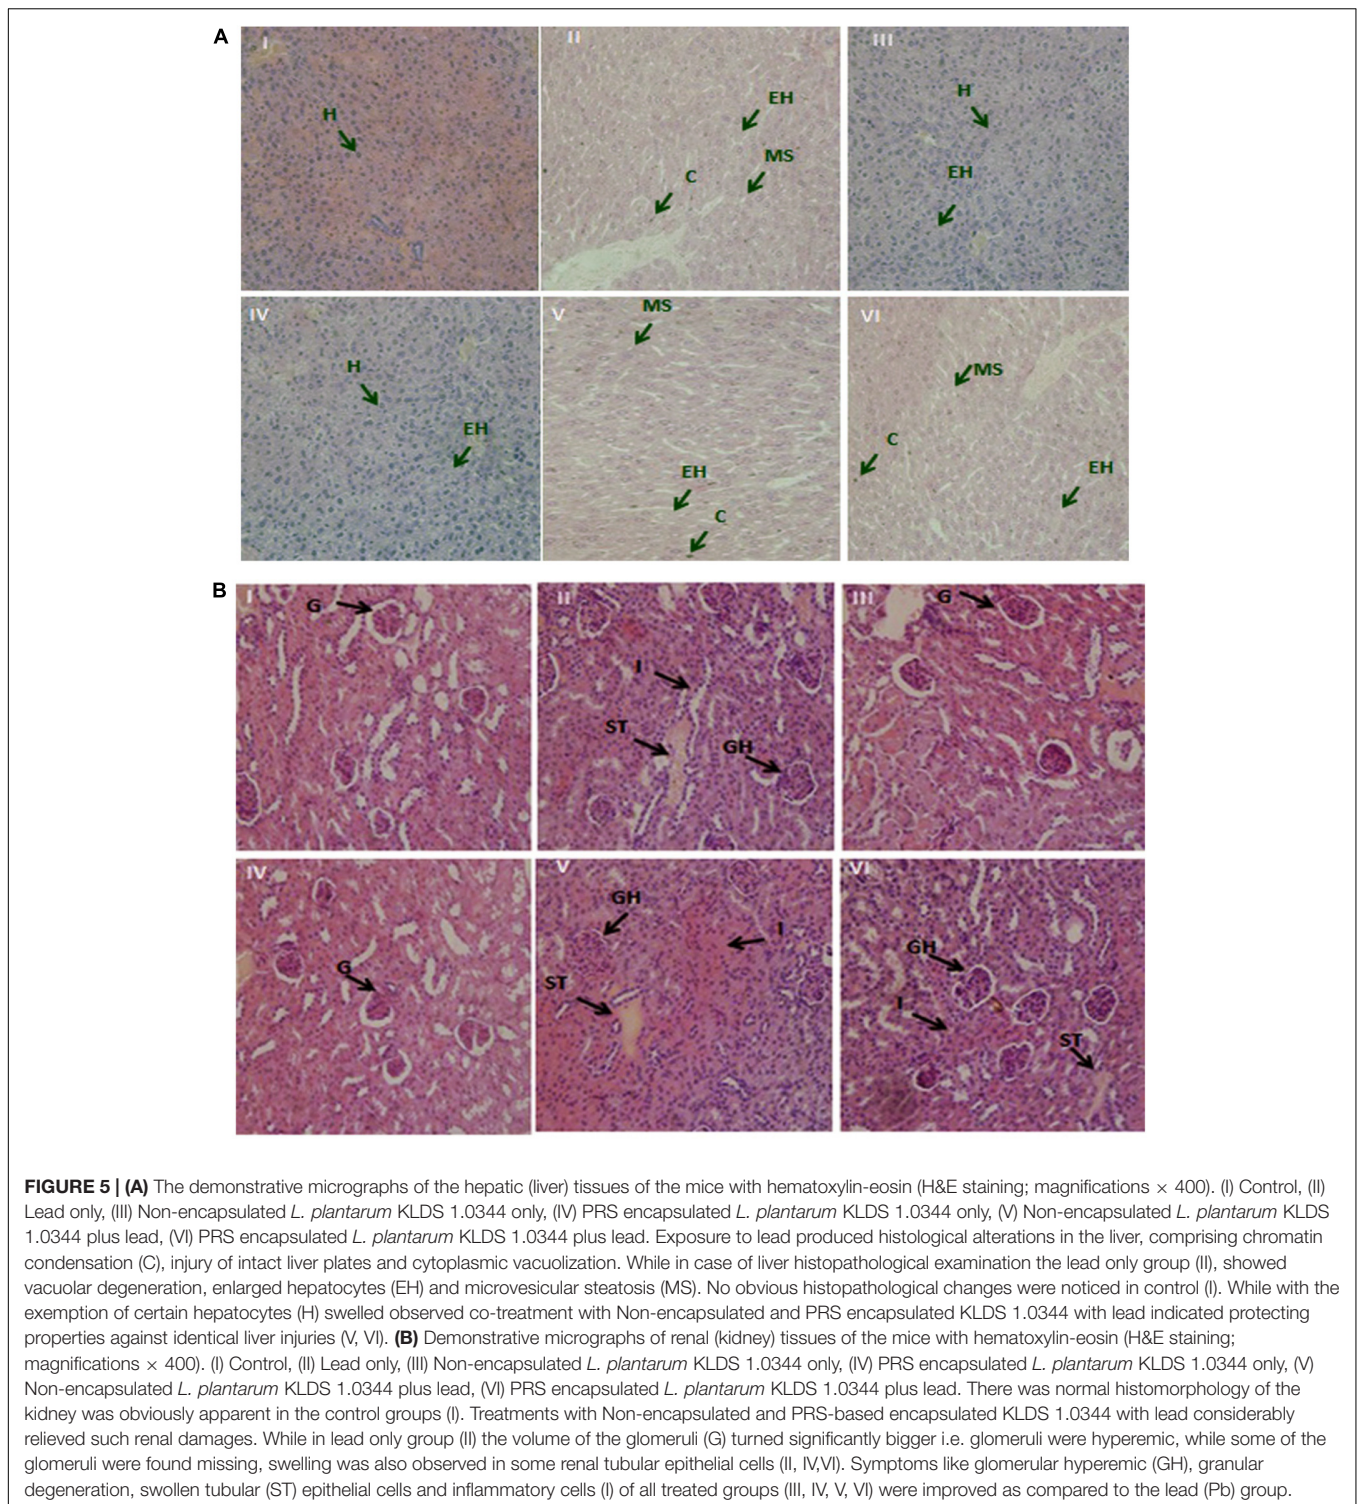 A
I
II
III
H
EH
MS
C
H
EH
IV
V
VI
H
EH
MS
EH
C
MS
C
EH
B
I
II
III
G
I
ST
GH
G
IV
V
VI
G
GH
I
ST
GH
I
ST
FIGURE 5 | (A) The demonstrative micrographs of the hepatic (liver) tissues of the mice with hematoxylin-eosin (H&E staining; magnifications × 400). (I) Control, (II)
Lead only, (III) Non-encapsulated L. plantarum KLDS 1.0344 only, (IV) PRS encapsulated L. plantarum KLDS 1.0344 only, (V) Non-encapsulated L. plantarum KLDS
1.0344 plus lead, (VI) PRS encapsulated L. plantarum KLDS 1.0344 plus lead. Exposure to lead produced histological alterations in the liver, comprising chromatin
condensation (C), injury of intact liver plates and cytoplasmic vacuolization. While in case of liver histopathological examination the lead only group (II), showed
vacuolar degeneration, enlarged hepatocytes (EH) and microvesicular steatosis (MS). No obvious histopathological changes were noticed in control (I). While with the
exemption of certain hepatocytes (H) swelled observed co-treatment with Non-encapsulated and PRS encapsulated KLDS 1.0344 with lead indicated protecting
properties against identical liver injuries (V, VI). (B) Demonstrative micrographs of renal (kidney) tissues of the mice with hematoxylin-eosin (H&E staining;
magnifications × 400). (I) Control, (II) Lead only, (III) Non-encapsulated L. plantarum KLDS 1.0344 only, (IV) PRS encapsulated L. plantarum KLDS 1.0344 only, (V)
Non-encapsulated L. plantarum KLDS 1.0344 plus lead, (VI) PRS encapsulated L. plantarum KLDS 1.0344 plus lead. There was normal histomorphology of the
kidney was obviously apparent in the control groups (I). Treatments with Non-encapsulated and PRS-based encapsulated KLDS 1.0344 with lead considerably
relieved such renal damages. While in lead only group (II) the volume of the glomeruli (G) turned significantly bigger i.e. glomeruli were hyperemic, while some of the
glomeruli were found missing, swelling was also observed in some renal tubular epithelial cells (II, IV,VI). Symptoms like glomerular hyperemic (GH), granular
degeneration, swollen tubular (ST) epithelial cells and inflammatory cells (I) of all treated groups (III, IV, V, VI) were improved as compared to the lead (Pb) group.